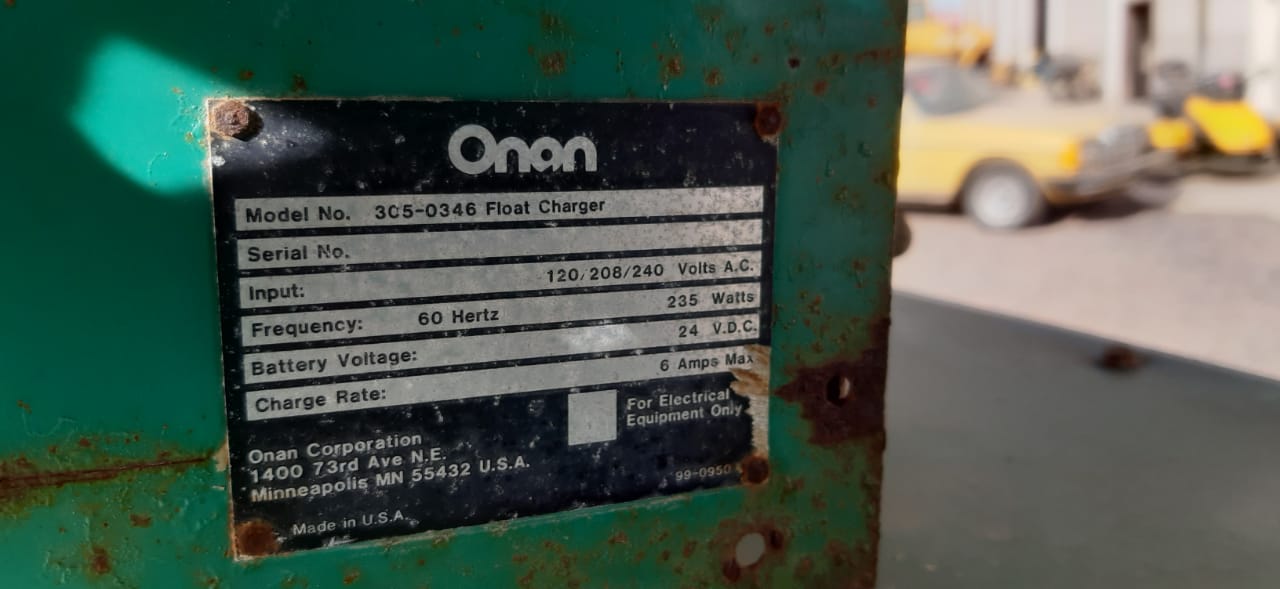 Onan
Model No. 305-0346 Float Charger
Serial No.
Input: 120/208/240 Volts A.C.
Frequency: 60 Hertz 235 Watts
Battery Voltage: 24 V.D.C.
Charge Rate: 6 Amps Max
For Electrical
Equipment Only
Onan Corporation
1400 73rd Ave N.E.
Minneapolis MN 55432 U.S.A.
99-0950
Made in U.S.A.